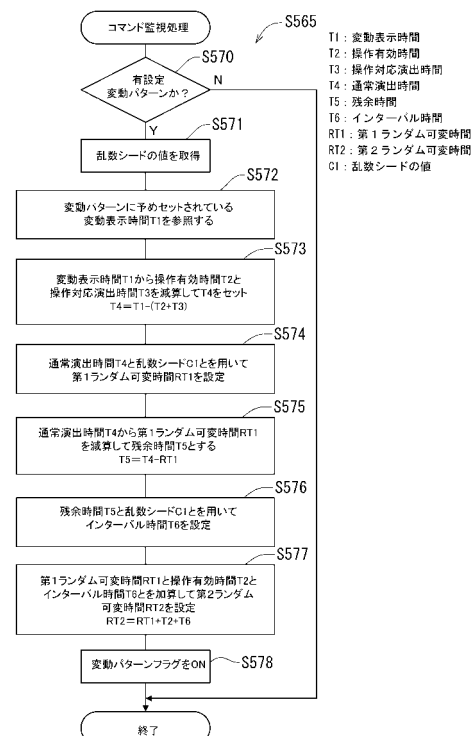 コマンド監視処理
S565
S570
有設定
変動パターンか？
N
Y
S571
乱数シードの値を取得
S572
変動パターンに予めセットされている
変動表示時間T1を参照する
S573
変動表示時間T1から操作有効時間T2と
操作対応演出時間T3を減算してT4をセット
T4＝T1-(T2+T3)
S574
通常演出時間T4と乱数シードC1とを用いて
第1ランダム可変時間RT1を設定
S575
通常演出時間T4から第1ランダム可変時間RT1
を減算して残余時間T5とする
T5＝T4-RT1
S576
残余時間T5と乱数シードC1とを用いて
インターバル時間T6を設定
S577
第1ランダム可変時間RT1と操作有効時間T2と
インターバル時間T6とを加算して第2ランダム
可変時間RT2を設定
RT2＝RT1+T2+T6
変動パターンフラグをON
S578
終了
T1：変動表示時間
T2：操作有効時間
T3：操作対応演出時間
T4：通常演出時間
T5：残余時間
T6：インターバル時間
RT1：第１ランダム可変時間
RT2：第２ランダム可変時間
C1：乱数シードの値